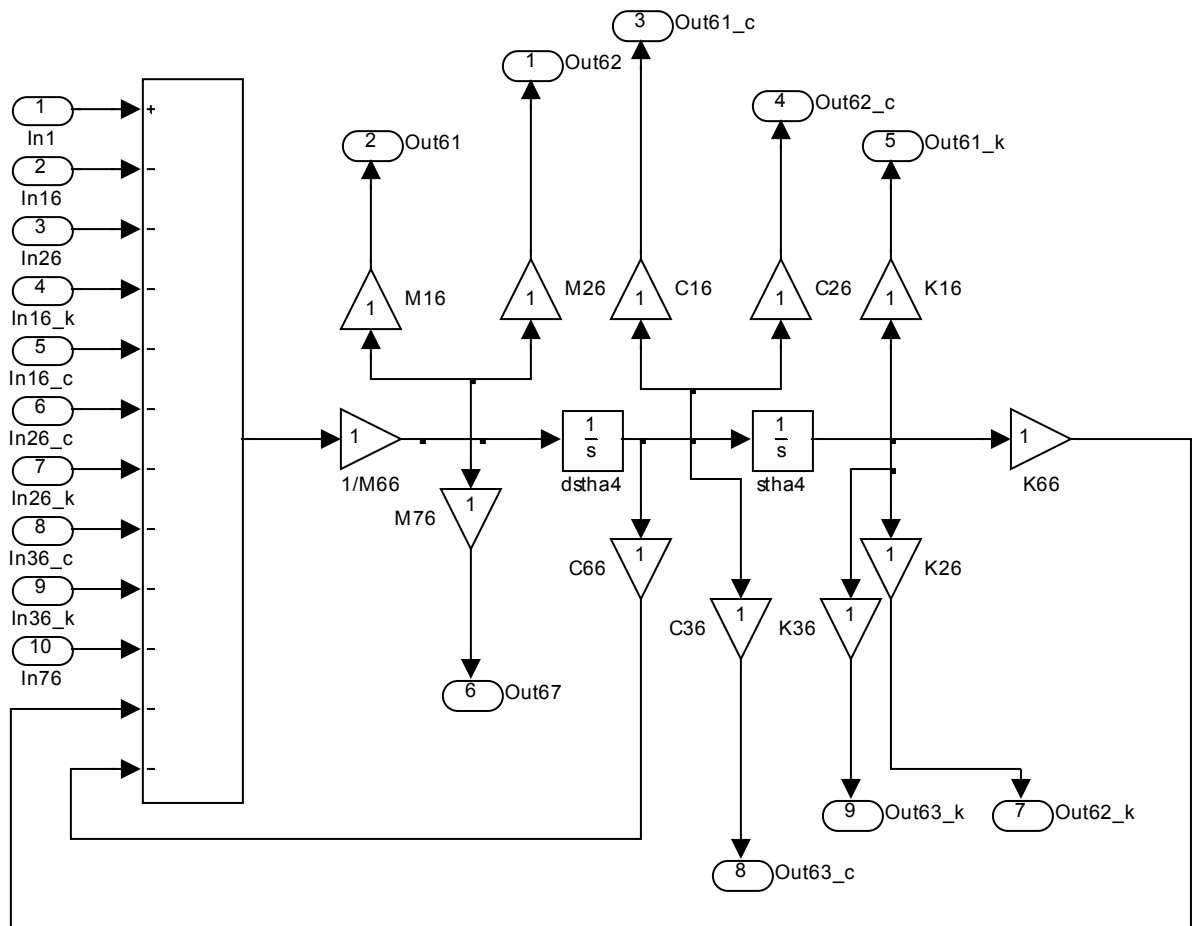 3
Out61_c
1
Out62
4
Out62_c
2
Out61
5
Out61_k
1
In1
2
In16
3
In26
4
In16_k
5
In16_c
6
In26_c
7
In26_k
8
In36_c
9
In36_k
10
In76
+
-
-
-
-
-
-
-
-
-
-
-
1
M16
1
M26
1
C16
1
C26
1
K16
1
1/M66
1
s
dstha4
1
s
stha4
1
K66
1
M76
1
C66
1
K26
1
C36
1
K36
6
Out67
9
Out63_k
7
Out62_k
8
Out63_c